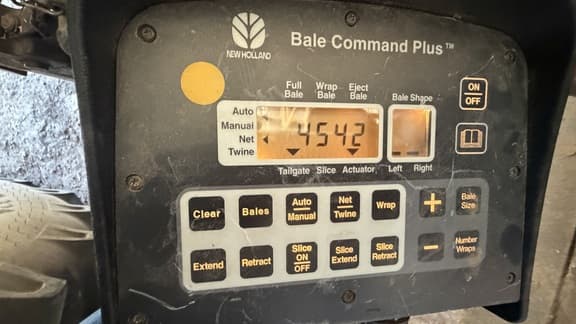 NEW HOLLAND
Bale Command Plus™
Full Bale
Wrap Bale
Eject Bale
Bale Shape
ON
OFF
Auto
Manual
Net
Twine
4542
Tailgate Slice Actuator
Left Right
Clear
Bales
Auto
Manual
Net
Twine
Wrap
+
Bale Size
Extend
Retract
Slice
ON
OFF
Slice Extend
Slice Retract
–
Number Wraps